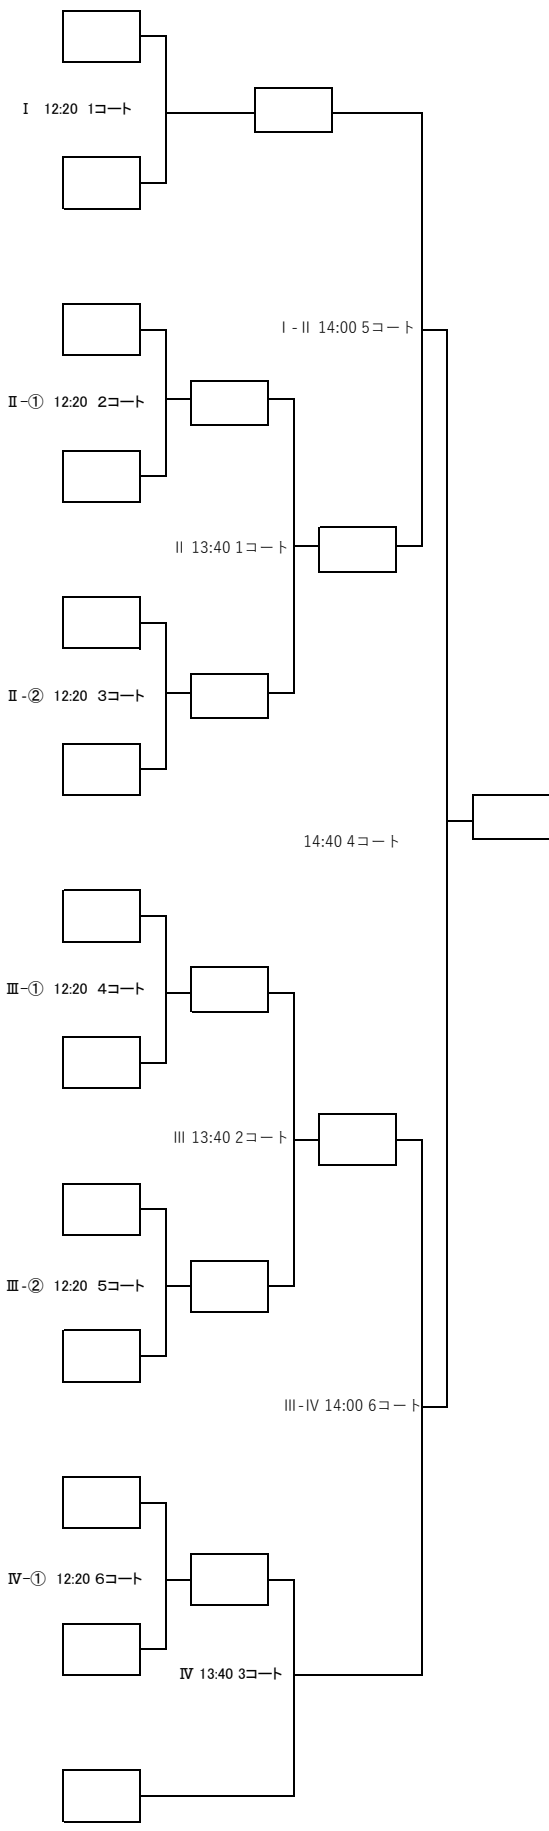 Ⅰ 12:20 1コート
Ⅰ-Ⅱ 14:00 5コート
Ⅱ-① 12:20 2コート
Ⅱ 13:40 1コート
Ⅱ-② 12:20 3コート
14:40 4コート
Ⅲ-① 12:20 4コート
Ⅲ 13:40 2コート
Ⅲ-② 12:20 5コート
Ⅲ-Ⅳ 14:00 6コート
Ⅳ-① 12:20 6コート
Ⅳ 13:40 3コート